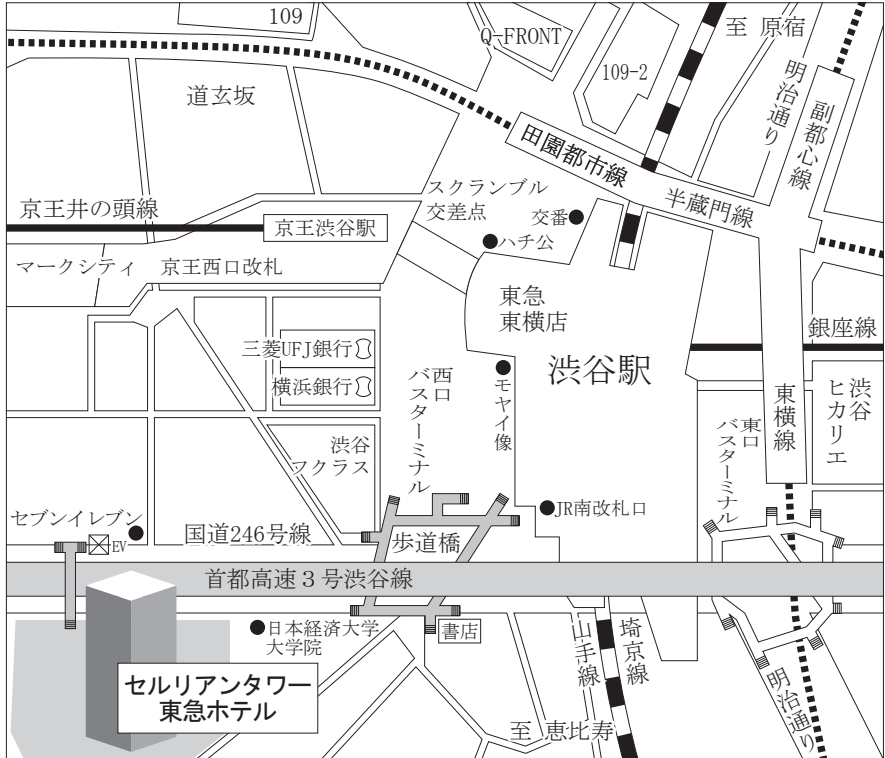 109
Q-FRONT
109-2
至 原宿
明治通り
副都心線
道玄坂
田園都市線
半蔵門線
スクランブル
交差点
交番
ハチ公
京王井の頭線
京王渋谷駅
マークシティ
京王西口改札
東急
東横店
銀座線
三菱UFJ銀行
横浜銀行
渋谷駅
西口
バスターミナル
モヤイ像
東横線
渋谷
ヒカリエ
東口
バスターミナル
渋谷
フクラス
セブンイレブン
EV
国道246号線
歩道橋
JR南改札口
首都高速3号渋谷線
日本経済大学
大学院
書店
山手線
埼京線
セルリアンタワー
東急ホテル
至 恵比寿
明治通り